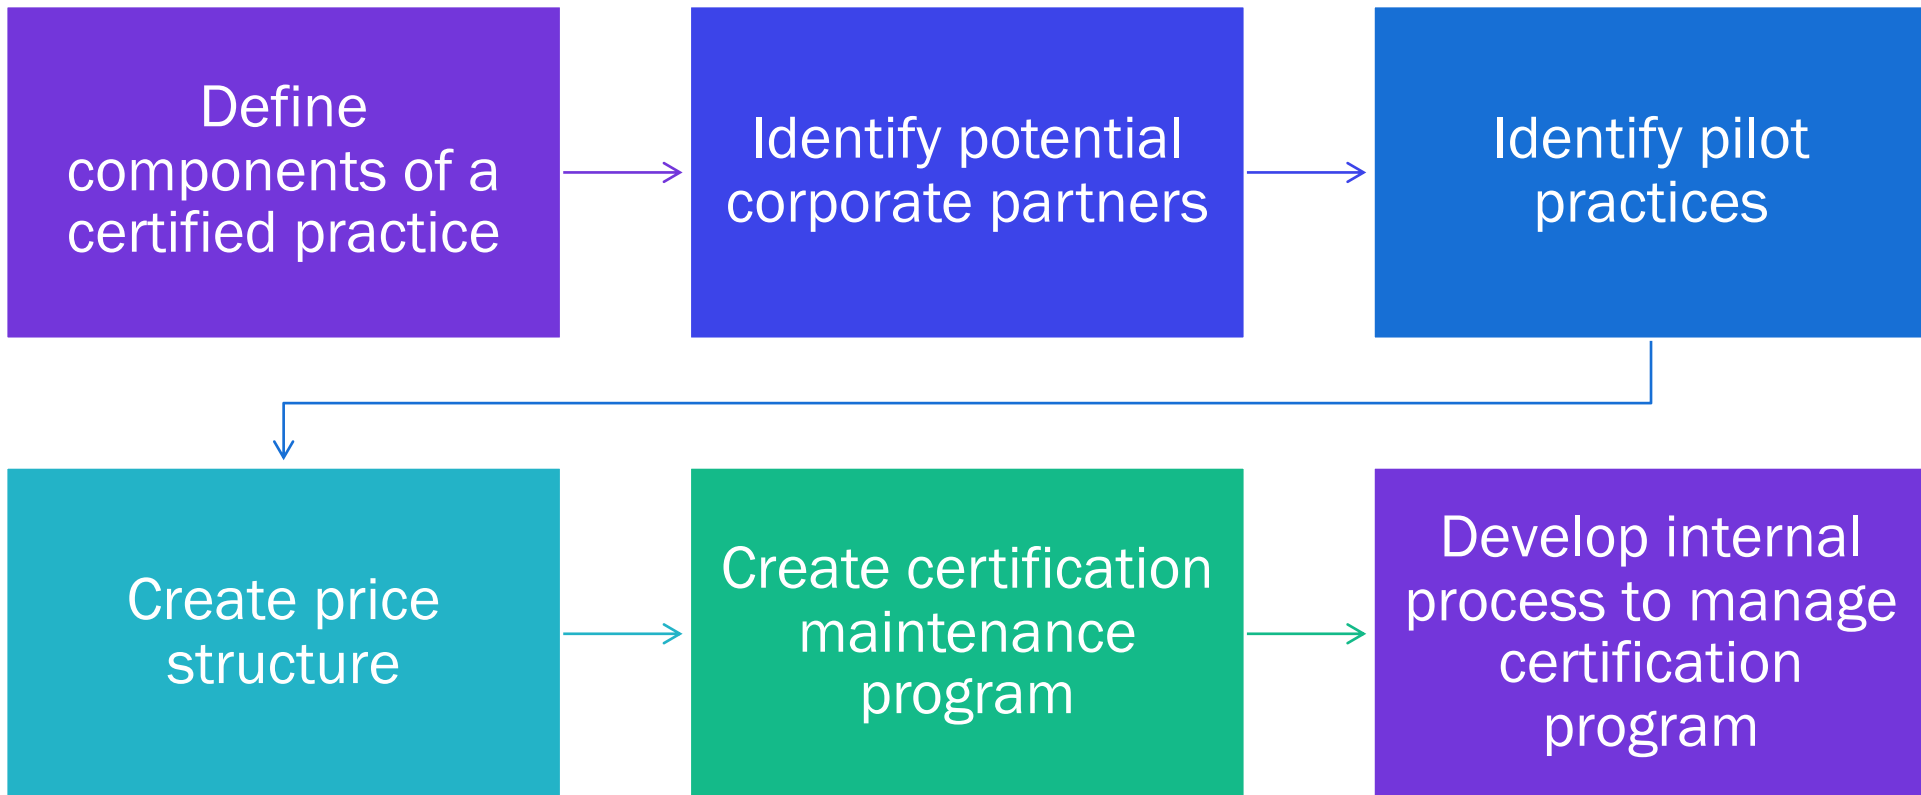 Define
components of a
certified practice
Identify potential
corporate partners
Identify pilot
practices
Create price
structure
Create certification
maintenance
program
Develop internal
process to manage
certification
program